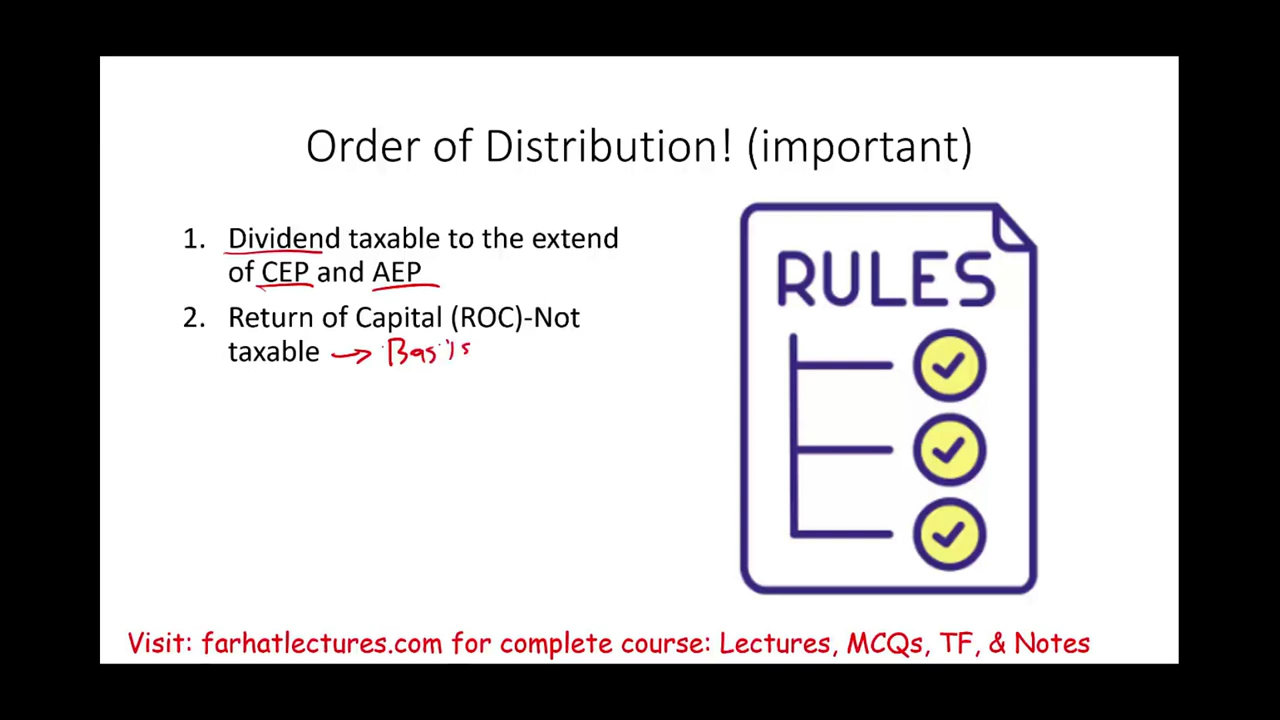 Order of Distribution! (important)
1. Dividend taxable to the extend
of CEP and AEP
2. Return of Capital (ROC)-Not
taxable → Basis
RULES
Visit: farhatlectures.com for complete course: Lectures, MCQs, TF, & Notes